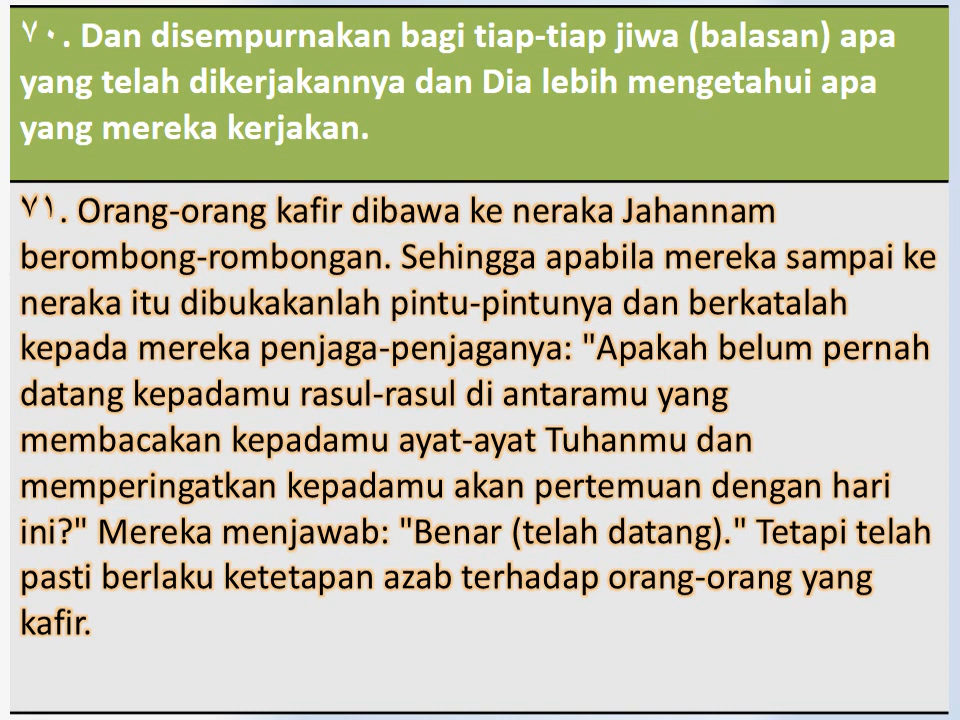 ٧٠. Dan disempurnakan bagi tiap-tiap jiwa (balasan) apa
yang telah dikerjakannya dan Dia lebih mengetahui apa
yang mereka kerjakan.
٧١. Orang-orang kafir dibawa ke neraka Jahannam
berombong-rombongan. Sehingga apabila mereka sampai ke
neraka itu dibukakanlah pintu-pintunya dan berkatalah
kepada mereka penjaga-penjaganya: "Apakah belum pernah
datang kepadamu rasul-rasul di antaramu yang
membacakan kepadamu ayat-ayat Tuhanmu dan
memperingatkan kepadamu akan pertemuan dengan hari
ini?" Mereka menjawab: "Benar (telah datang)." Tetapi telah
pasti berlaku ketetapan azab terhadap orang-orang yang
kafir.